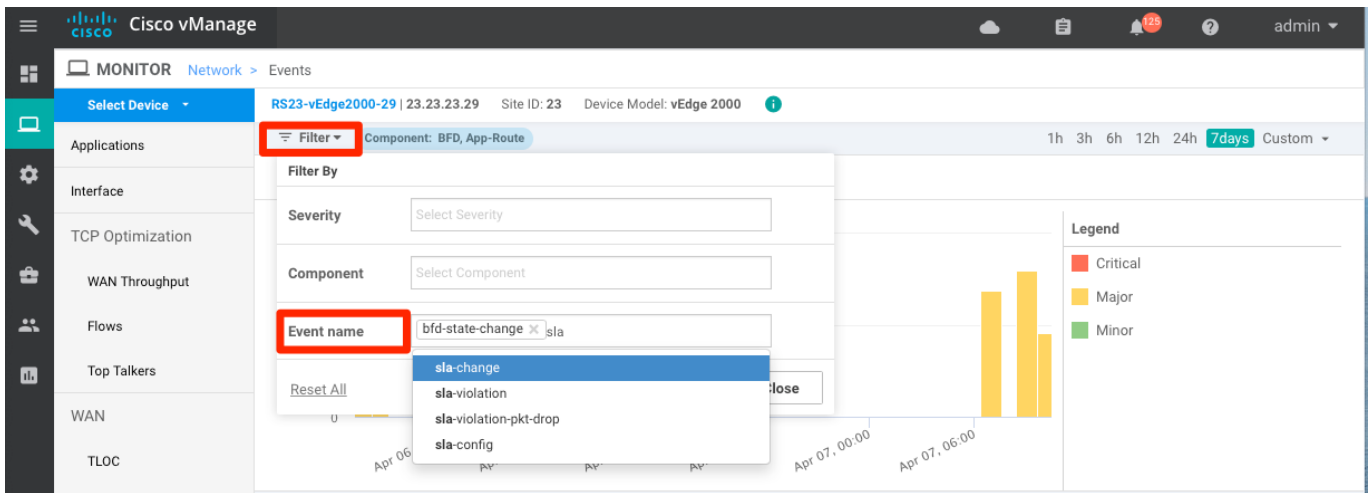 cisco Cisco vManage 125 admin
MONITOR Network > Events
Select Device RS23-vEdge2000-29 | 23.23.23.29 Site ID: 23 Device Model: vEdge 2000 i
Filter Component: BFD, App-Route 1h 3h 6h 12h 24h 7days Custom
Applications
Filter By
Interface
Severity Select Severity
TCP Optimization
Legend
Critical
Component Select Component
WAN Throughput
Major
Flows
Event name bfd-state-change × sla
Minor
sla-change
Top Talkers
Reset All
sla-violation
Close
sla-violation-pkt-drop
WAN
0
sla-config
TLOC
Apr 06
Apr 07, 00:00
Apr 07, 06:00